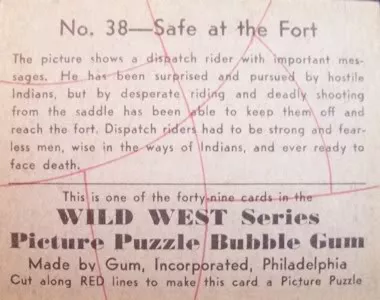 No. 38—Safe at the Fort
The picture shows a dispatch rider with important mes-
sages. He has been surprised and pursued by hostile
Indians, but by desperate riding and deadly shooting
from the saddle has been able to keep them off and
reach the fort. Dispatch riders had to be strong and fear-
less men, wise in the ways of Indians, and ever ready to
face death.
This is one of the forty-nine cards in the
WILD WEST Series
Picture Puzzle Bubble Gum
Made by Gum, Incorporated, Philadelphia
Cut along RED lines to make this card a Picture Puzzle